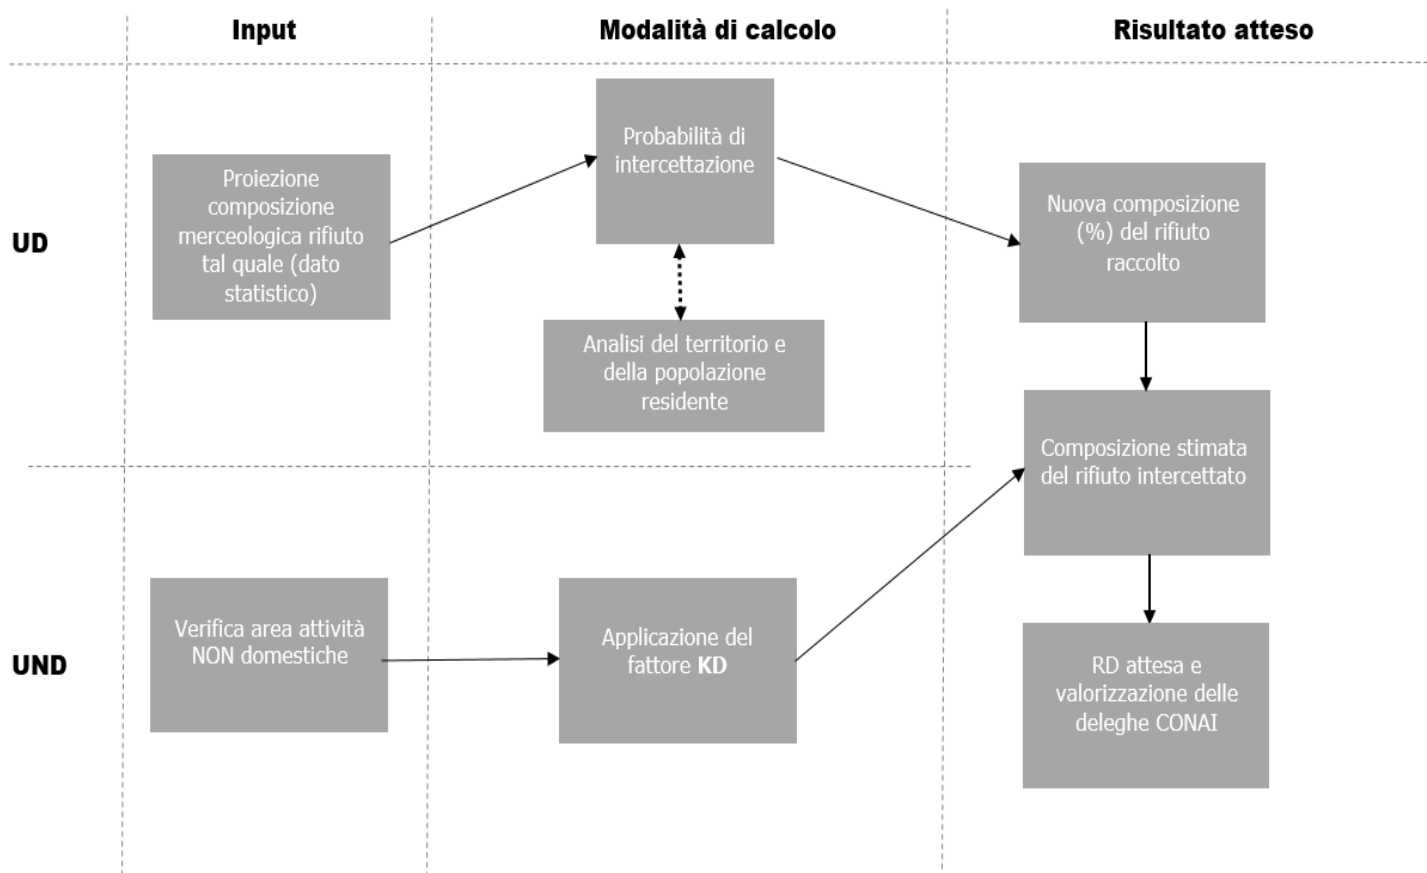 Input
Modalità di calcolo
Risultato atteso
UD
Proiezione
composizione
merceologica rifiuto
tal quale (dato
statistico)
Probabilità di
intercettazione
Analisi del territorio e
della popolazione
residente
Nuova composizione
(%) del rifiuto
raccolto
Composizione stimata
del rifiuto intercettato
UND
Verifica area attività
NON domestiche
Applicazione del
fattore KD
RD attesa e
valorizzazione delle
deleghe CONAI